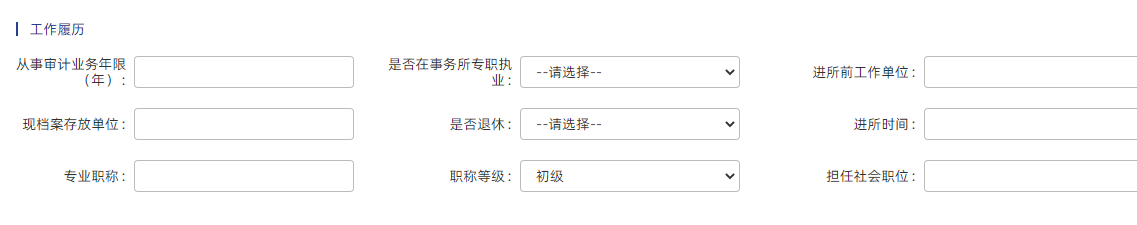 工作履历
从事审计业务年限
（年）:
是否在事务所专职执
业:
--请选择--
进所前工作单位:
现档案存放单位:
是否退休:
--请选择--
进所时间:
专业职称:
职称等级:
初级
担任社会职位: